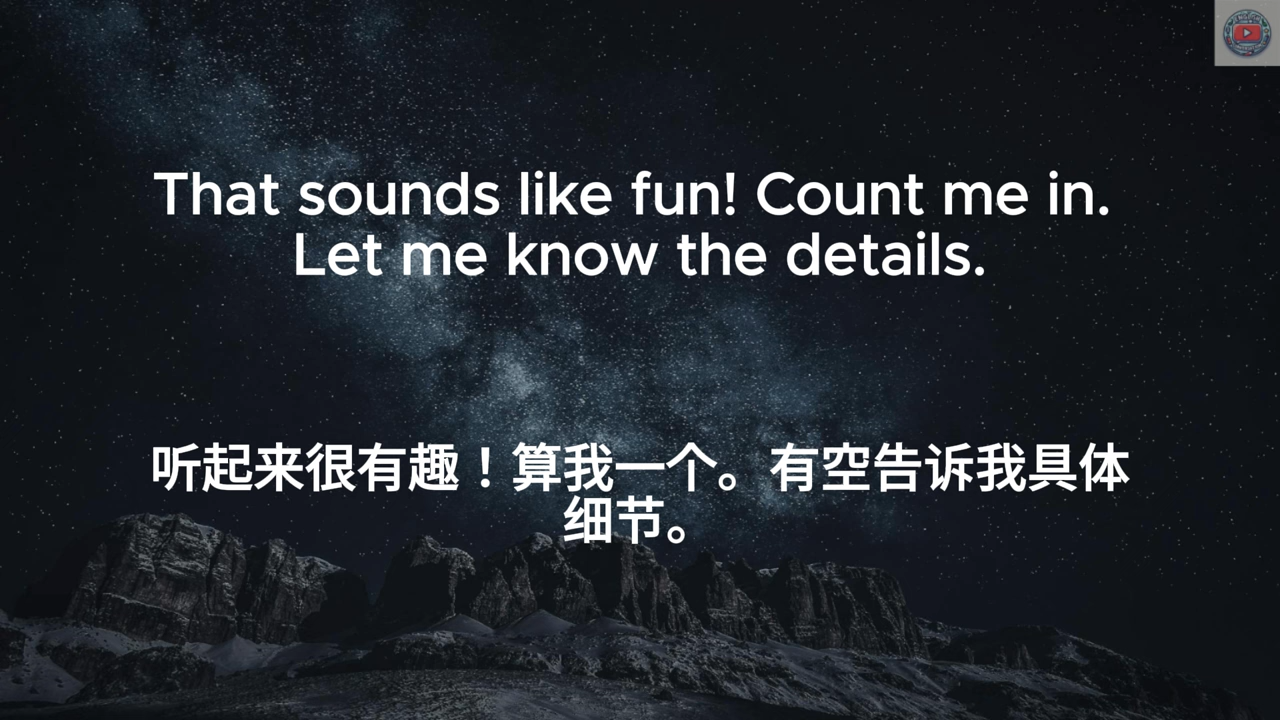 That sounds like fun! Count me in.
Let me know the details.
听起来很有趣！算我一个。有空告诉我具体
细节。